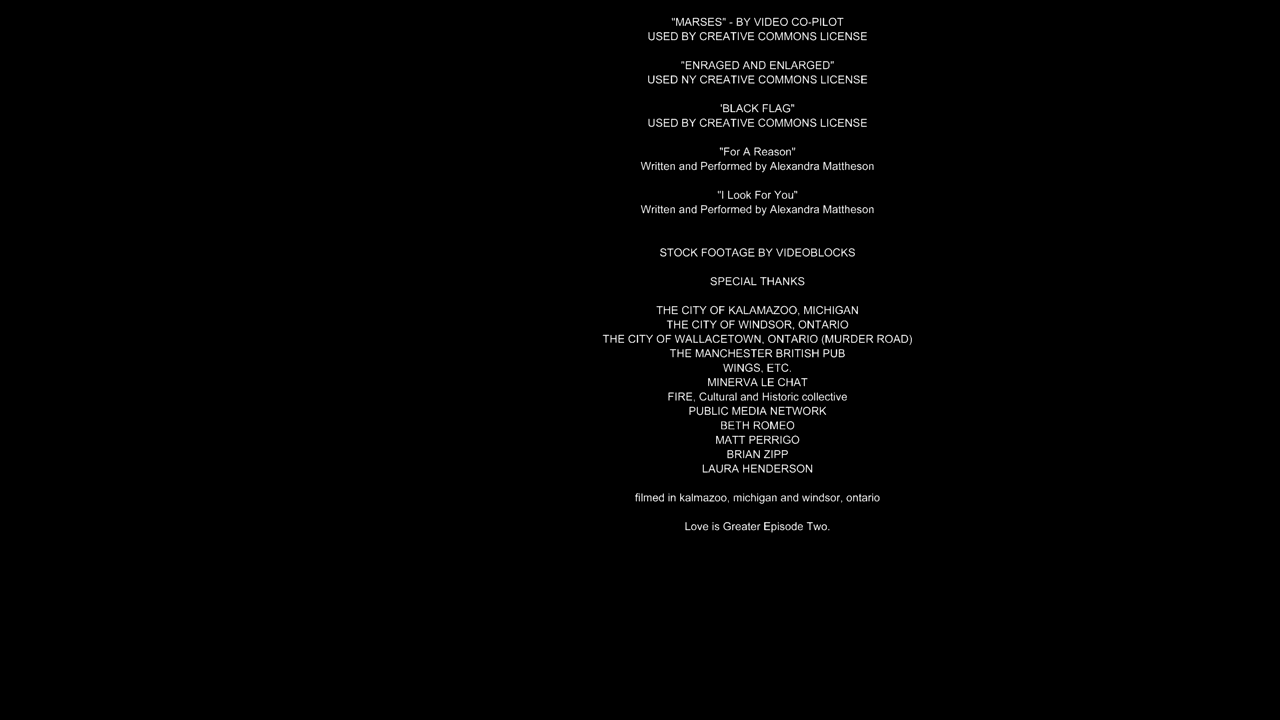 "MARSES" - BY VIDEO CO-PILOT
USED BY CREATIVE COMMONS LICENSE
"ENRAGED AND ENLARGED"
USED NY CREATIVE COMMONS LICENSE
'BLACK FLAG"
USED BY CREATIVE COMMONS LICENSE
"For A Reason"
Written and Performed by Alexandra Mattheson
"I Look For You"
Written and Performed by Alexandra Mattheson
STOCK FOOTAGE BY VIDEOBLOCKS
SPECIAL THANKS
THE CITY OF KALAMAZOO, MICHIGAN
THE CITY OF WINDSOR, ONTARIO
THE CITY OF WALLACETOWN, ONTARIO (MURDER ROAD)
THE MANCHESTER BRITISH PUB
WINGS, ETC.
MINERVA LE CHAT
FIRE, Cultural and Historic collective
PUBLIC MEDIA NETWORK
BETH ROMEO
MATT PERRIGO
BRIAN ZIPP
LAURA HENDERSON
filmed in kalmazoo, michigan and windsor, ontario
Love is Greater Episode Two.